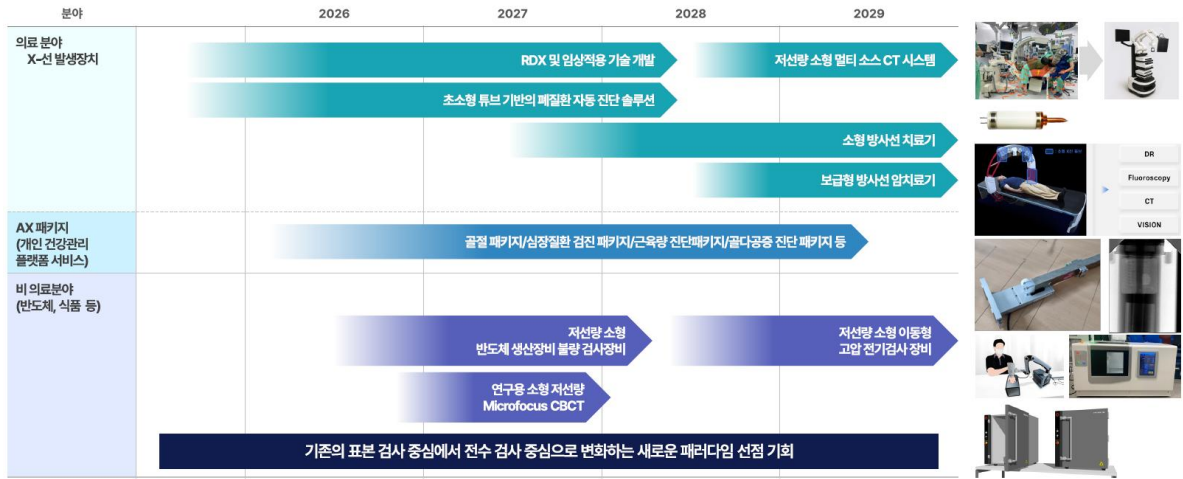 분야
2026
2027
2028
2029
의료 분야
X-선 발생장치
RDX 및 임상적용 기술 개발
저선량 소형 멀티 소스 CT 시스템
초소형 튜브 기반의 폐질환 자동 진단 솔루션
소형 방사선 치료기
보급형 방사선 암치료기
AX 패키지
(개인 건강관리
플랫폼 서비스)
골절 패키지/심장질환 검진 패키지/근육량 진단패키지/골다공증 진단 패키지 등
비 의료분야
(반도체, 식품 등)
저선량 소형
반도체 생산장비 불량 검사장비
저선량 소형 이동형
고압 전기검사 장비
연구용 소형 저선량
Microfocus CBCT
기존의 표본 검사 중심에서 전수 검사 중심으로 변화하는 새로운 패러다임 선점 기회
DR
Fluoroscopy
CT
VISION